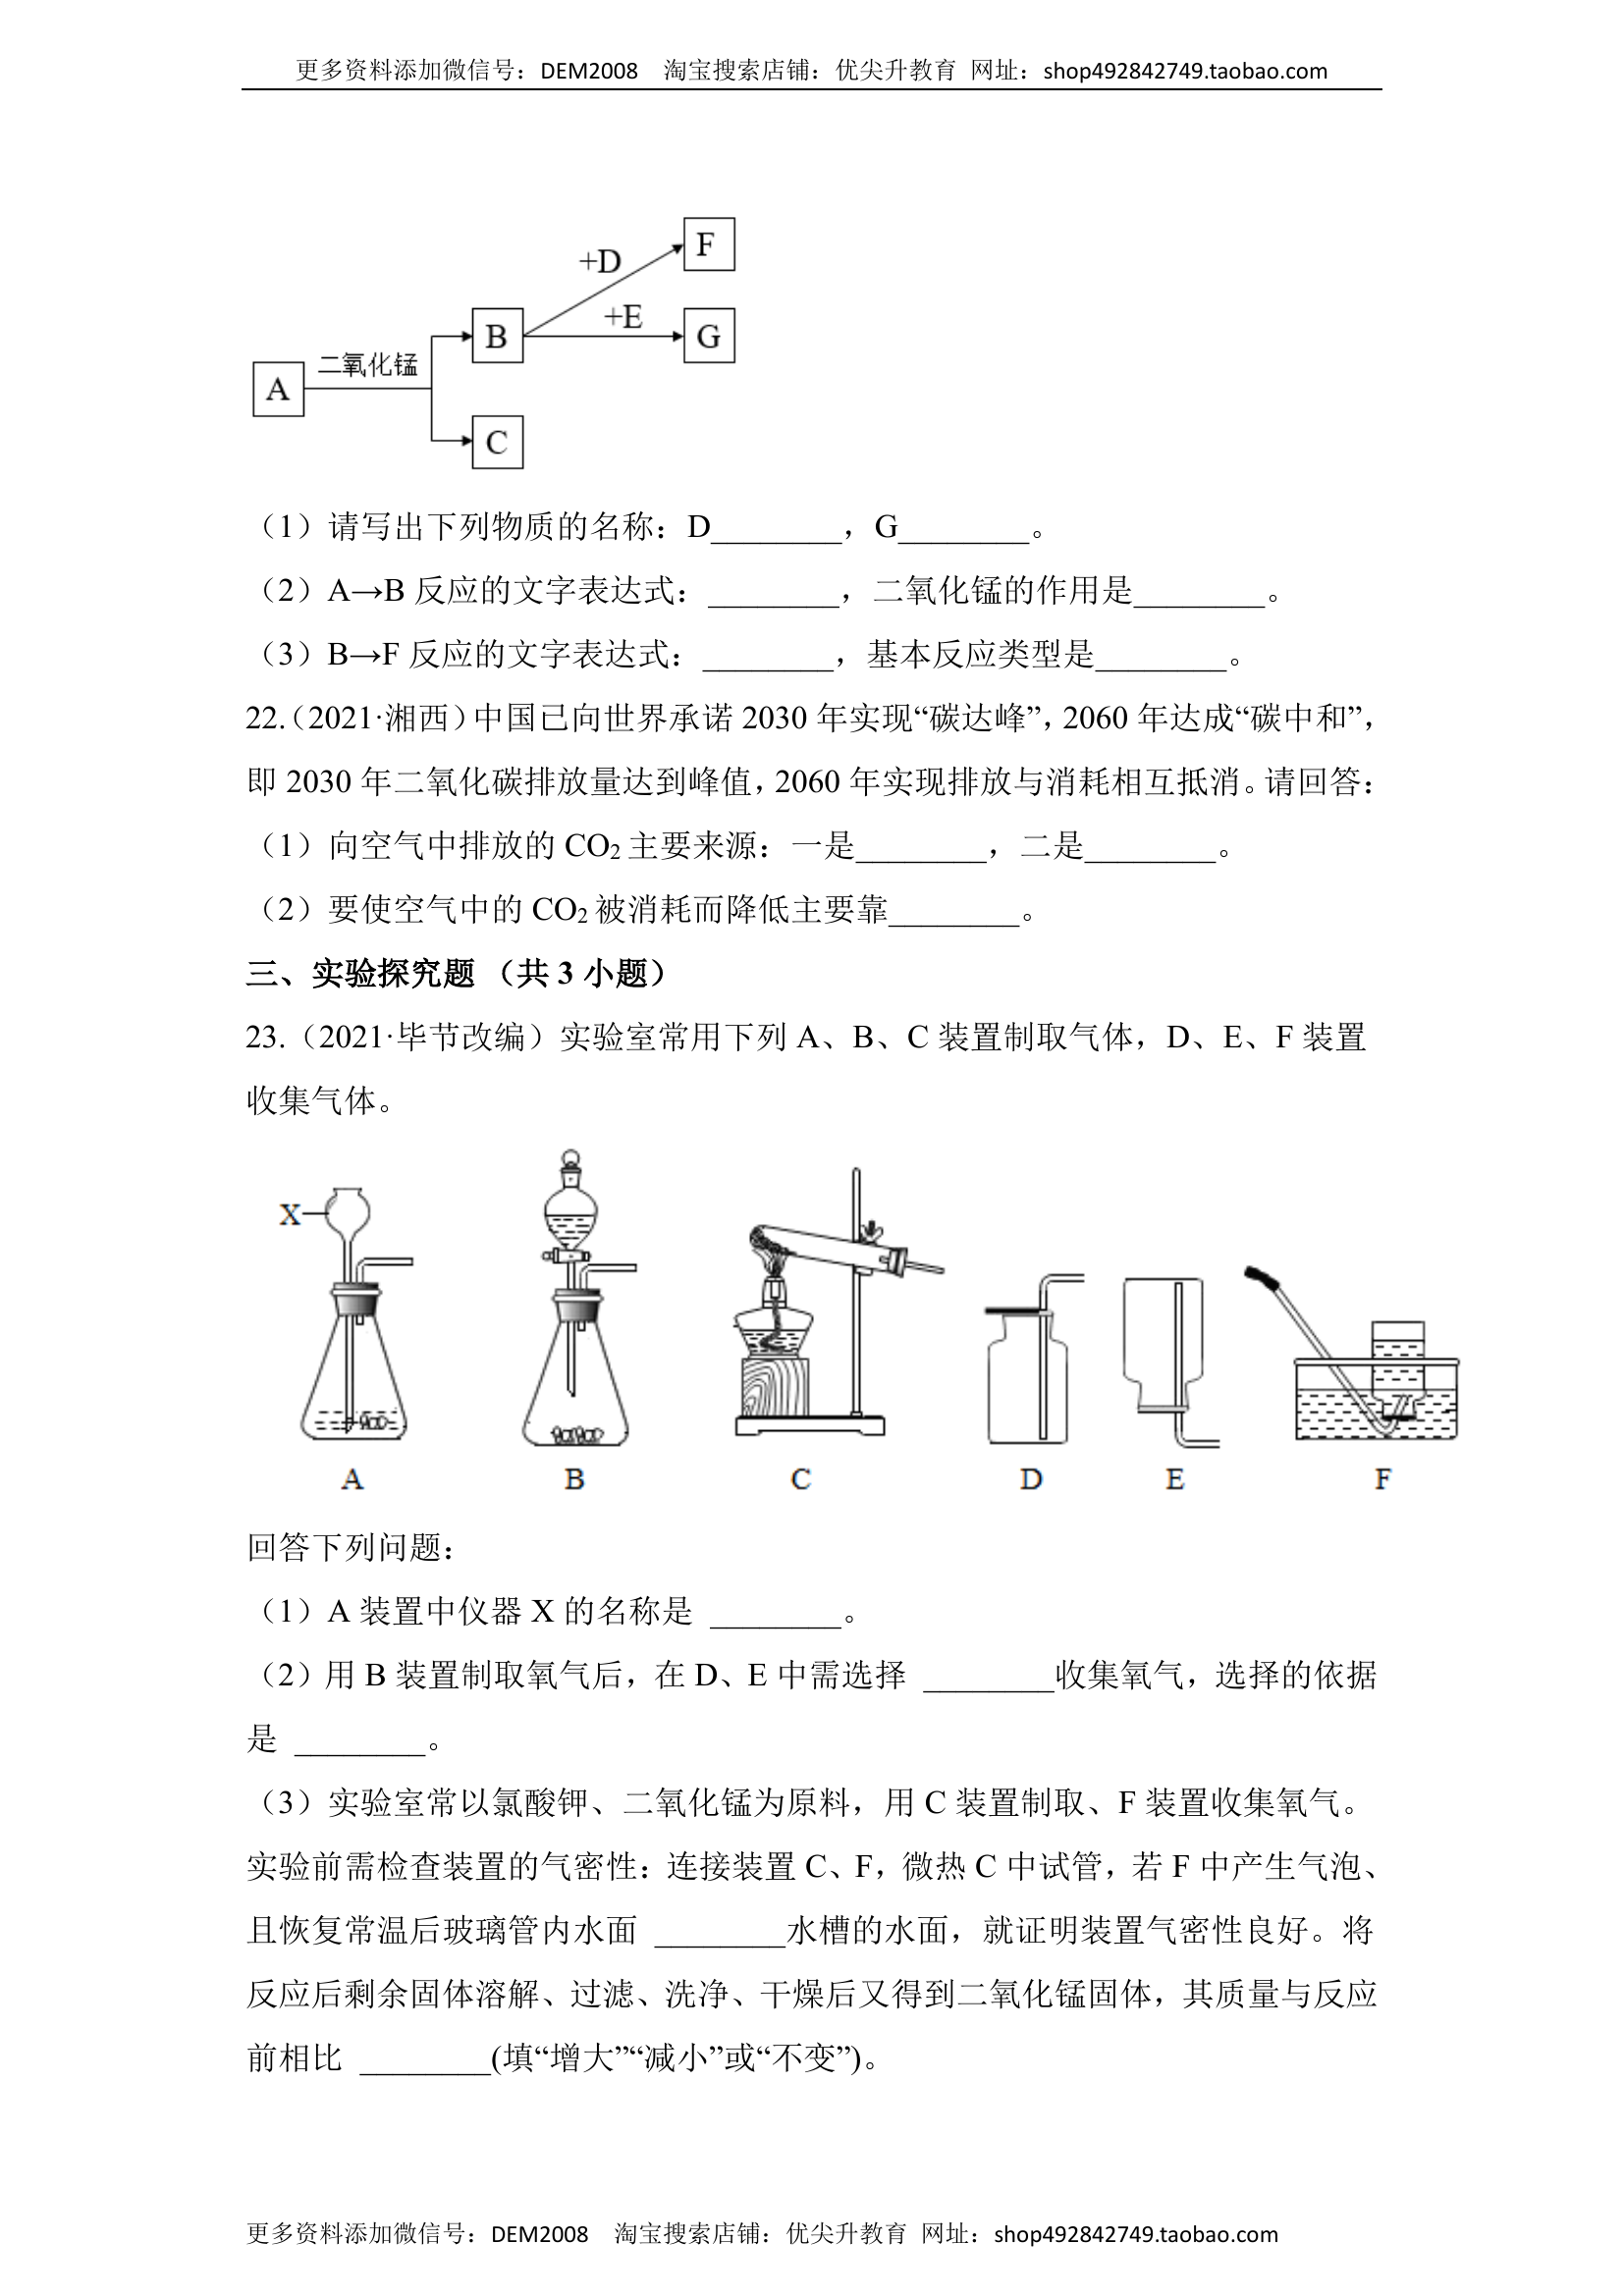 更多资料添加微信号：DEM2008 淘宝搜索店铺：优尖升教育 网址：shop492842749.taobao.com
+D
F
+E
B
G
二氧化锰
A
C
（1）请写出下列物质的名称：D________，G________。
（2）A→B 反应的文字表达式：________，二氧化锰的作用是________。
（3）B→F 反应的文字表达式：________，基本反应类型是________。
22.（2021·湘西）中国已向世界承诺 2030 年实现“碳达峰”，2060 年达成“碳中和”，
即 2030 年二氧化碳排放量达到峰值，2060 年实现排放与消耗相互抵消。请回答：
（1）向空气中排放的 CO₂ 主要来源：一是________，二是________。
（2）要使空气中的 CO₂ 被消耗而降低主要靠________。
三、实验探究题 （共 3 小题）
23.（2021·毕节改编）实验室常用下列 A、B、C 装置制取气体，D、E、F 装置
收集气体。
X
A B C D E F
回答下列问题：
（1）A 装置中仪器 X 的名称是 ________。
（2）用 B 装置制取氧气后，在 D、E 中需选择 ________收集氧气，选择的依据
是 ________。
（3）实验室常以氯酸钾、二氧化锰为原料，用 C 装置制取、F 装置收集氧气。
实验前需检查装置的气密性：连接装置 C、F，微热 C 中试管，若 F 中产生气泡、
且恢复常温后玻璃管内水面 ________水槽的水面，就证明装置气密性良好。将
反应后剩余固体溶解、过滤、洗净、干燥后又得到二氧化锰固体，其质量与反应
前相比 ________(填“增大”“减小”或“不变”)。
更多资料添加微信号：DEM2008 淘宝搜索店铺：优尖升教育 网址：shop492842749.taobao.com